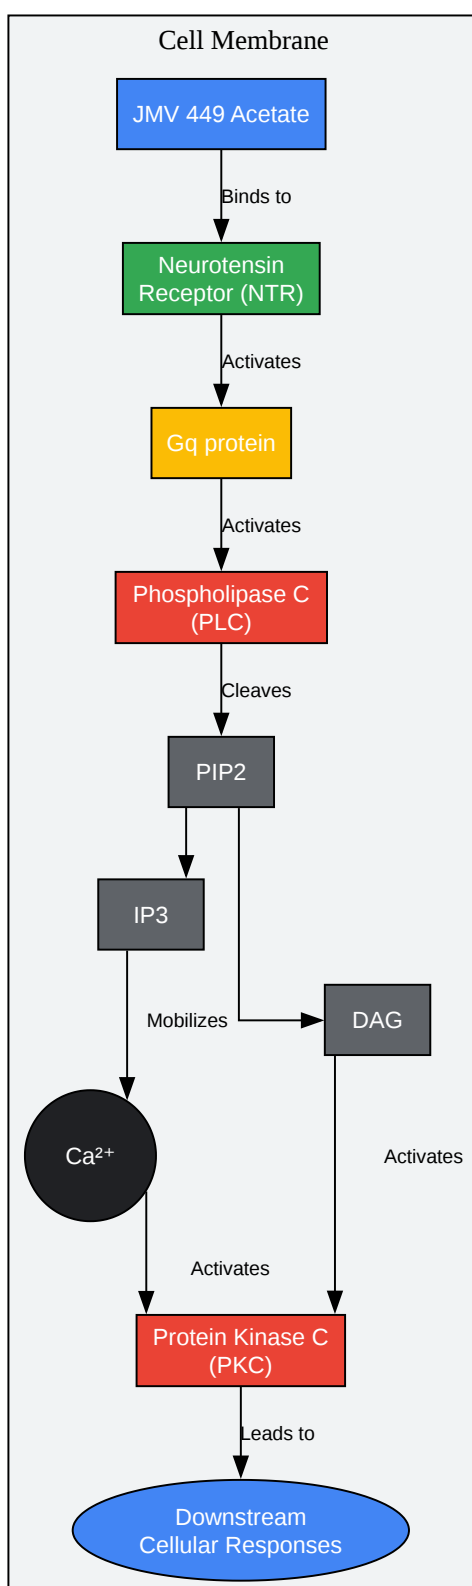 Cell Membrane
JMV 449 Acetate
Binds to
Neurotensin
Receptor (NTR)
Activates
Gq protein
Activates
Phospholipase C
(PLC)
Cleaves
PIP2
IP3
Mobilizes
DAG
Ca²⁺
Activates
Activates
Protein Kinase C
(PKC)
Leads to
Downstream
Cellular Responses